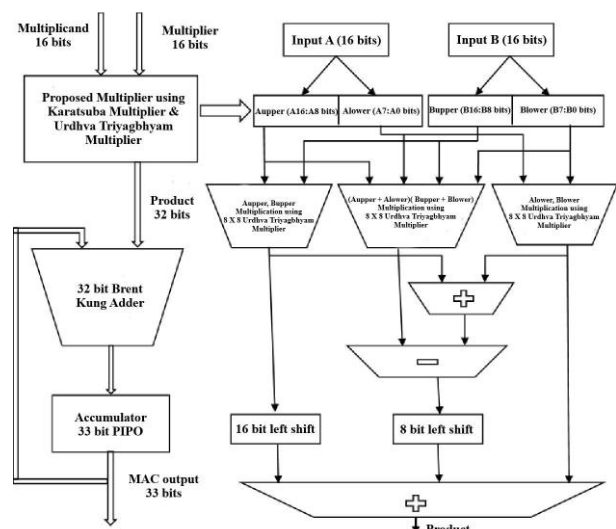 Multiplicand
16 bits
Multiplier
16 bits
Proposed Multiplier using
Karatsuba Multiplier &
Urdhva Triyagbhyam
Multiplier
Product
32 bits
32 bit Brent
Kung Adder
Accumulator
33 bit PIPO
MAC output
33 bits
Input A (16 bits)
Input B (16 bits)
Aupper (A16:A8 bits)
Alower (A7:A0 bits)
Bupper (B16:B8 bits)
Blower (B7:B0 bits)
Aupper, Bupper
Multiplication using
8 X 8 Urdhva Triyagbhyam
Multiplier
(Aupper + Alower)( Bupper + Blower)
Multiplication using
8 X 8 Urdhva Triyagbhyam
Multiplier
Alower, Blower
Multiplication using
8 X 8 Urdhva Triyagbhyam
Multiplier
+
−
16 bit left shift
8 bit left shift
+
Product